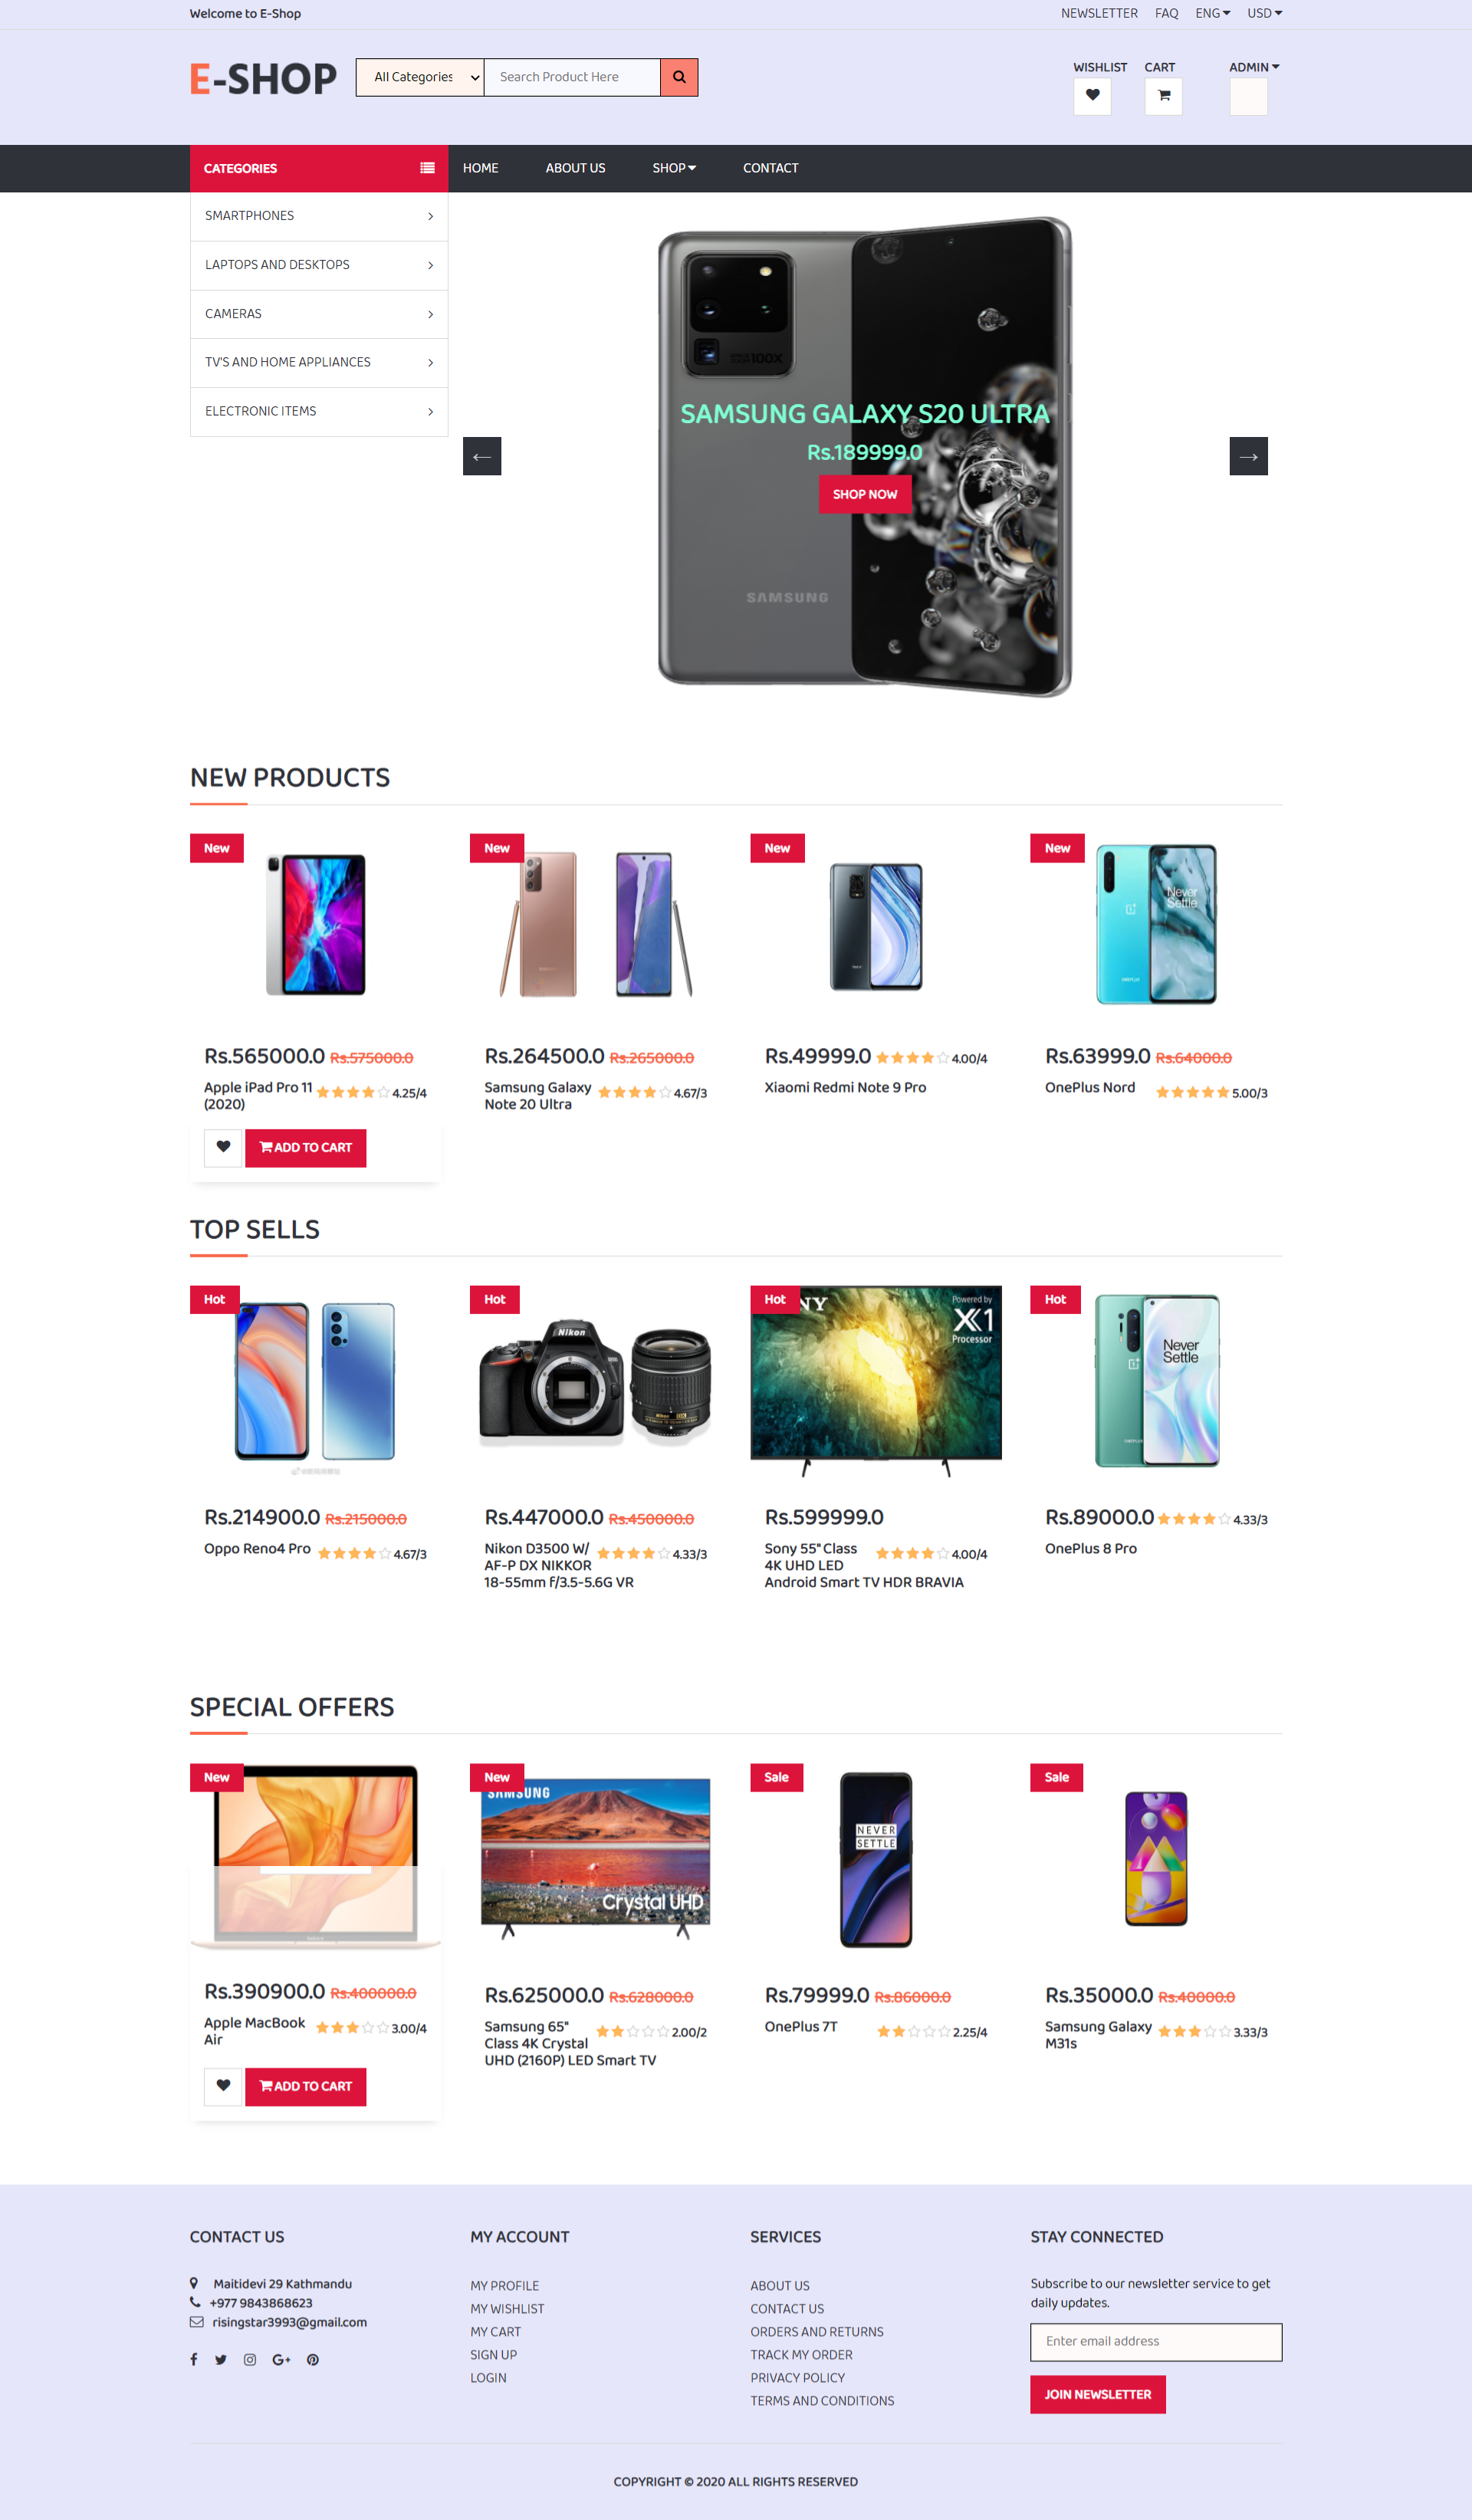 Welcome to E-Shop
NEWSLETTER FAQ ENG USD
E-SHOP
All Categories
Search Product Here
WISHLIST CART ADMIN
CATEGORIES
HOME ABOUT US SHOP CONTACT
SMARTPHONES
LAPTOPS AND DESKTOPS
CAMERAS
TV'S AND HOME APPLIANCES
ELECTRONIC ITEMS
SPACE ZOOM 100X
SAMSUNG GALAXY S20 ULTRA
Rs.189999.0
SHOP NOW
SAMSUNG
NEW PRODUCTS
New New New New
Never
Settle
Rs.565000.0 Rs.575000.0
Apple iPad Pro 11 4.25/4
(2020)
ADD TO CART
Rs.264500.0 Rs.265000.0
Samsung Galaxy 4.67/3
Note 20 Ultra
Rs.49999.0 4.00/4
Xiaomi Redmi Note 9 Pro
Rs.63999.0 Rs.64000.0
OnePlus Nord 5.00/3
TOP SELLS
Hot Hot Hot Hot
Nikon
NY
Powered by
X1
Processor
Never
Settle
Rs.214900.0 Rs.215000.0
Oppo Reno4 Pro 4.67/3
Rs.447000.0 Rs.450000.0
Nikon D3500 W/ 4.33/3
AF-P DX NIKKOR
18-55mm f/3.5-5.6G VR
Rs.599999.0
Sony 55" Class 4.00/4
4K UHD LED
Android Smart TV HDR BRAVIA
Rs.89000.0 4.33/3
OnePlus 8 Pro
SPECIAL OFFERS
New New Sale Sale
SAMSUNG
Crystal UHD
NEVER
SETTLE
Rs.390900.0 Rs.400000.0
Apple MacBook 3.00/4
Air
ADD TO CART
Rs.625000.0 Rs.628000.0
Samsung 65" 2.00/2
Class 4K Crystal
UHD (2160P) LED Smart TV
Rs.79999.0 Rs.86000.0
OnePlus 7T 2.25/4
Rs.35000.0 Rs.40000.0
Samsung Galaxy 3.33/3
M31s
CONTACT US
Maitidevi 29 Kathmandu
+977 9843868623
risingstar3993@gmail.com
MY ACCOUNT
MY PROFILE
MY WISHLIST
MY CART
SIGN UP
LOGIN
SERVICES
ABOUT US
CONTACT US
ORDERS AND RETURNS
TRACK MY ORDER
PRIVACY POLICY
TERMS AND CONDITIONS
STAY CONNECTED
Subscribe to our newsletter service to get
daily updates.
Enter email address
JOIN NEWSLETTER
COPYRIGHT © 2020 ALL RIGHTS RESERVED